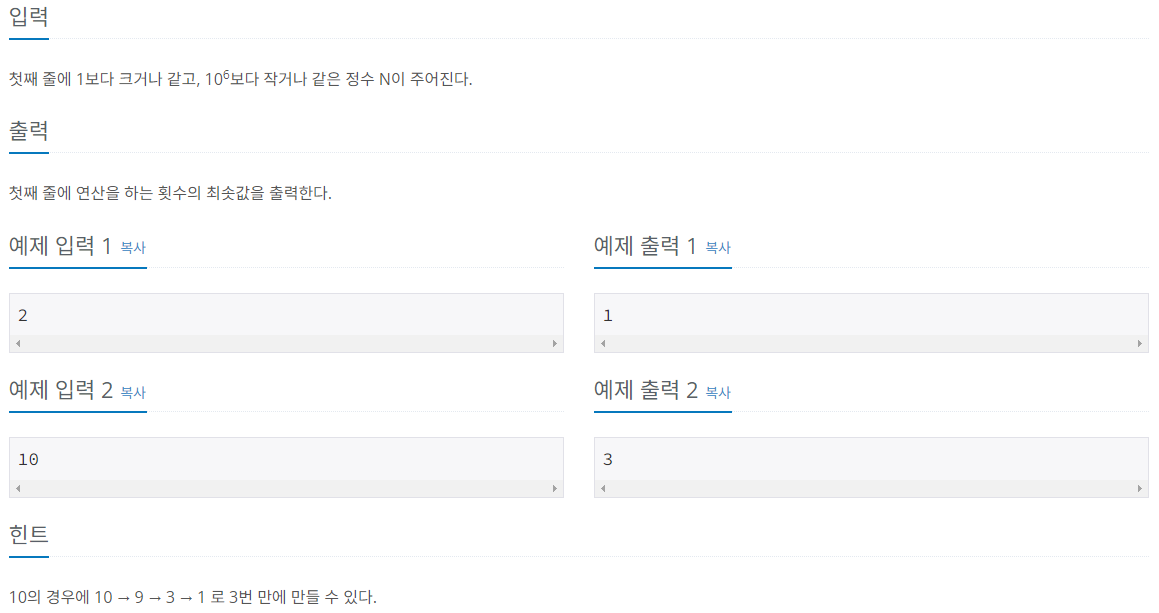 입력
첫째 줄에 1보다 크거나 같고, 10⁶보다 작거나 같은 정수 N이 주어진다.
출력
첫째 줄에 연산을 하는 횟수의 최솟값을 출력한다.
예제 입력 1 복사
2
예제 출력 1 복사
1
예제 입력 2 복사
10
예제 출력 2 복사
3
힌트
10의 경우에 10 → 9 → 3 → 1 로 3번 만에 만들 수 있다.